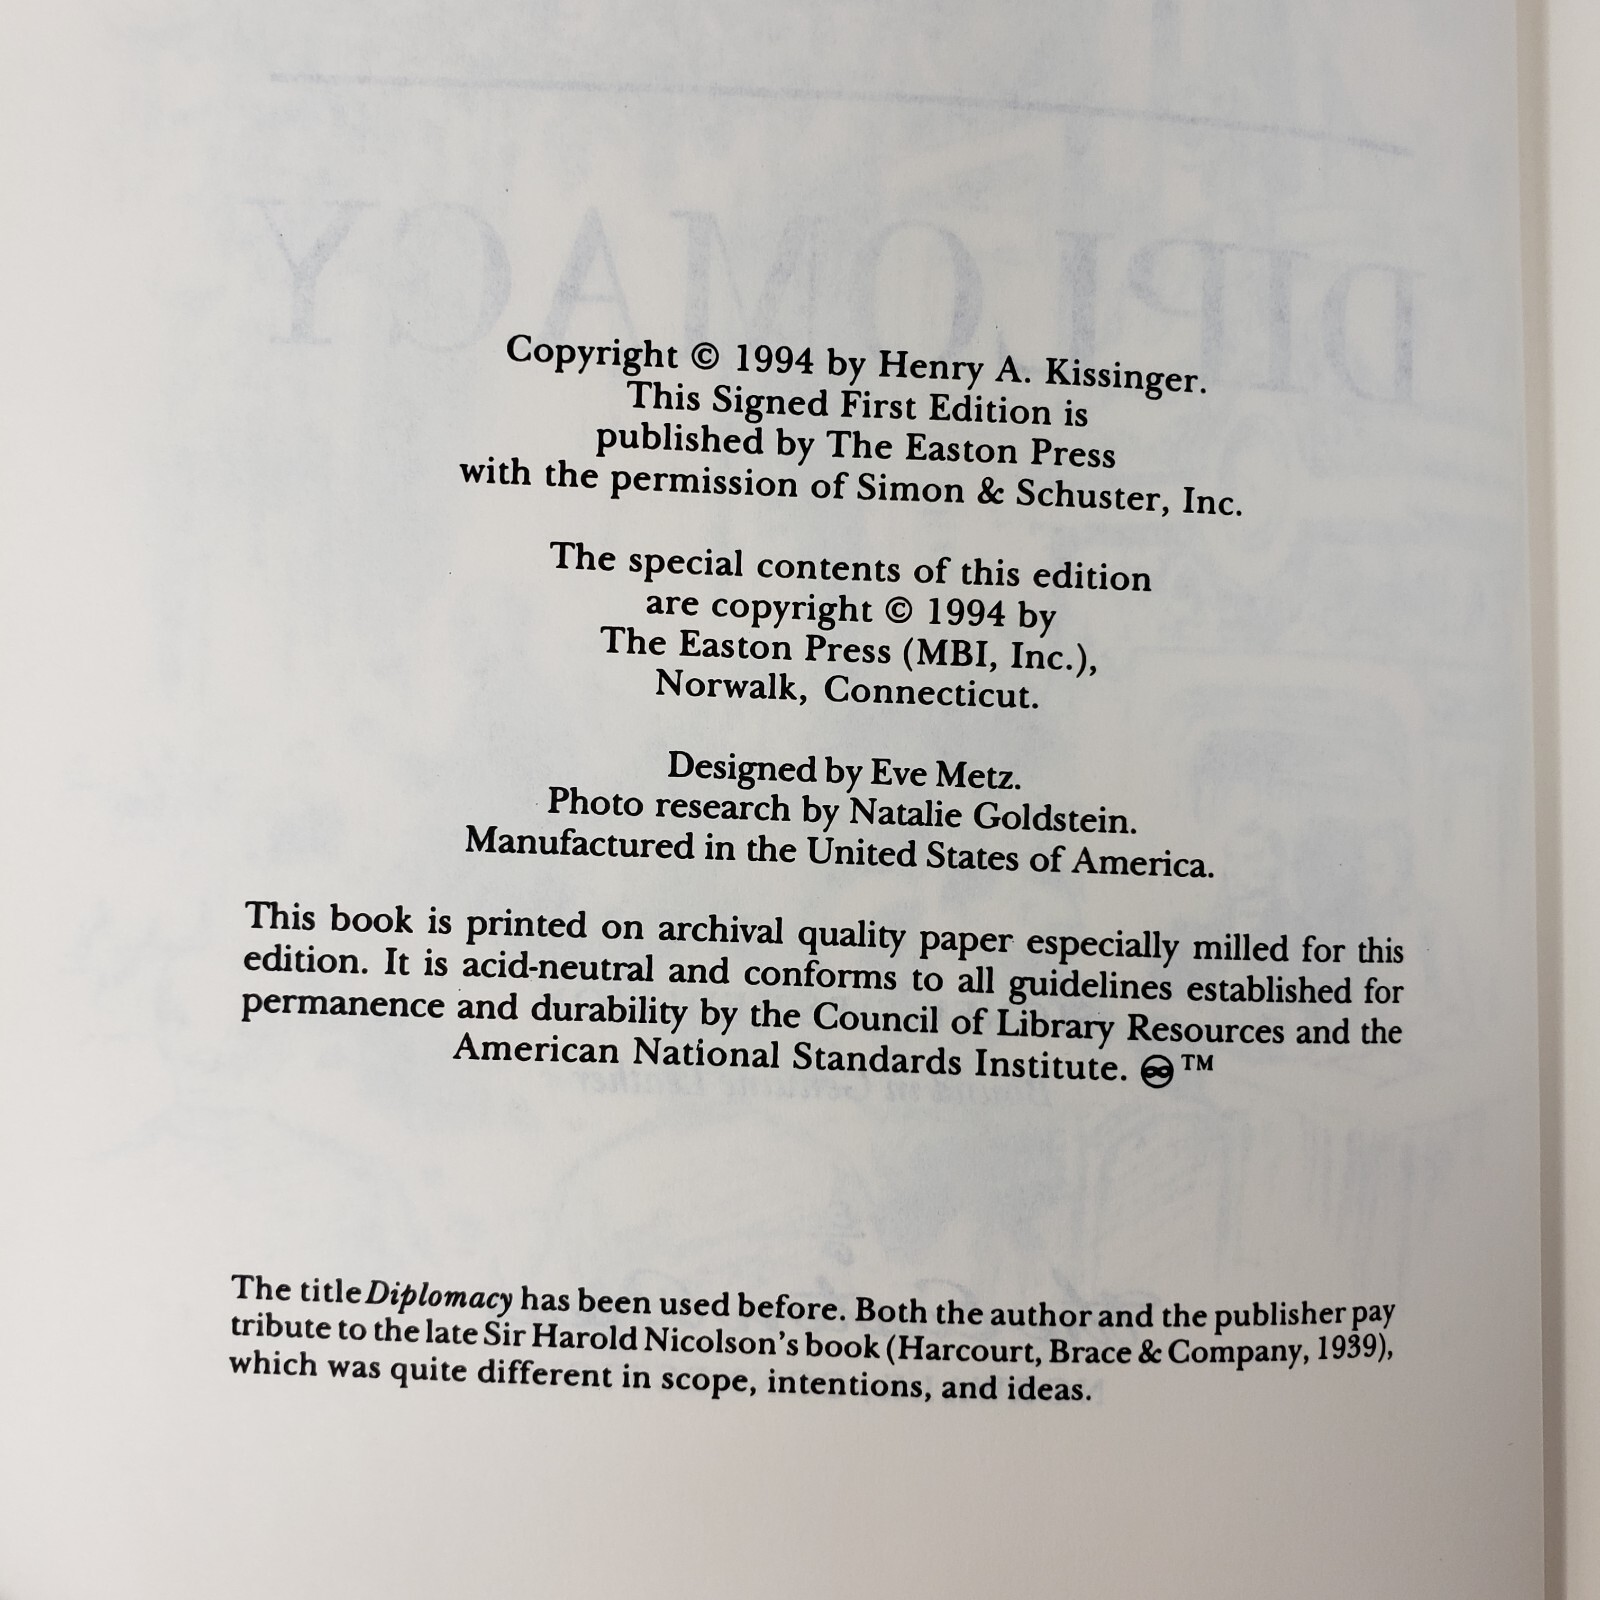 DIPLOMACY
Copyright © 1994 by Henry A. Kissinger.
This Signed First Edition is
published by The Easton Press
with the permission of Simon & Schuster, Inc.
The special contents of this edition
are copyright © 1994 by
The Easton Press (MBI, Inc.),
Norwalk, Connecticut.
Designed by Eve Metz.
Photo research by Natalie Goldstein.
Manufactured in the United States of America.
This book is printed on archival quality paper especially milled for this
edition. It is acid-neutral and conforms to all guidelines established for
permanence and durability by the Council of Library Resources and the
American National Standards Institute. ♾ ™
Bound in Genuine Leather
The title Diplomacy has been used before. Both the author and the publisher pay
tribute to the late Sir Harold Nicolson's book (Harcourt, Brace & Company, 1939),
which was quite different in scope, intentions, and ideas.